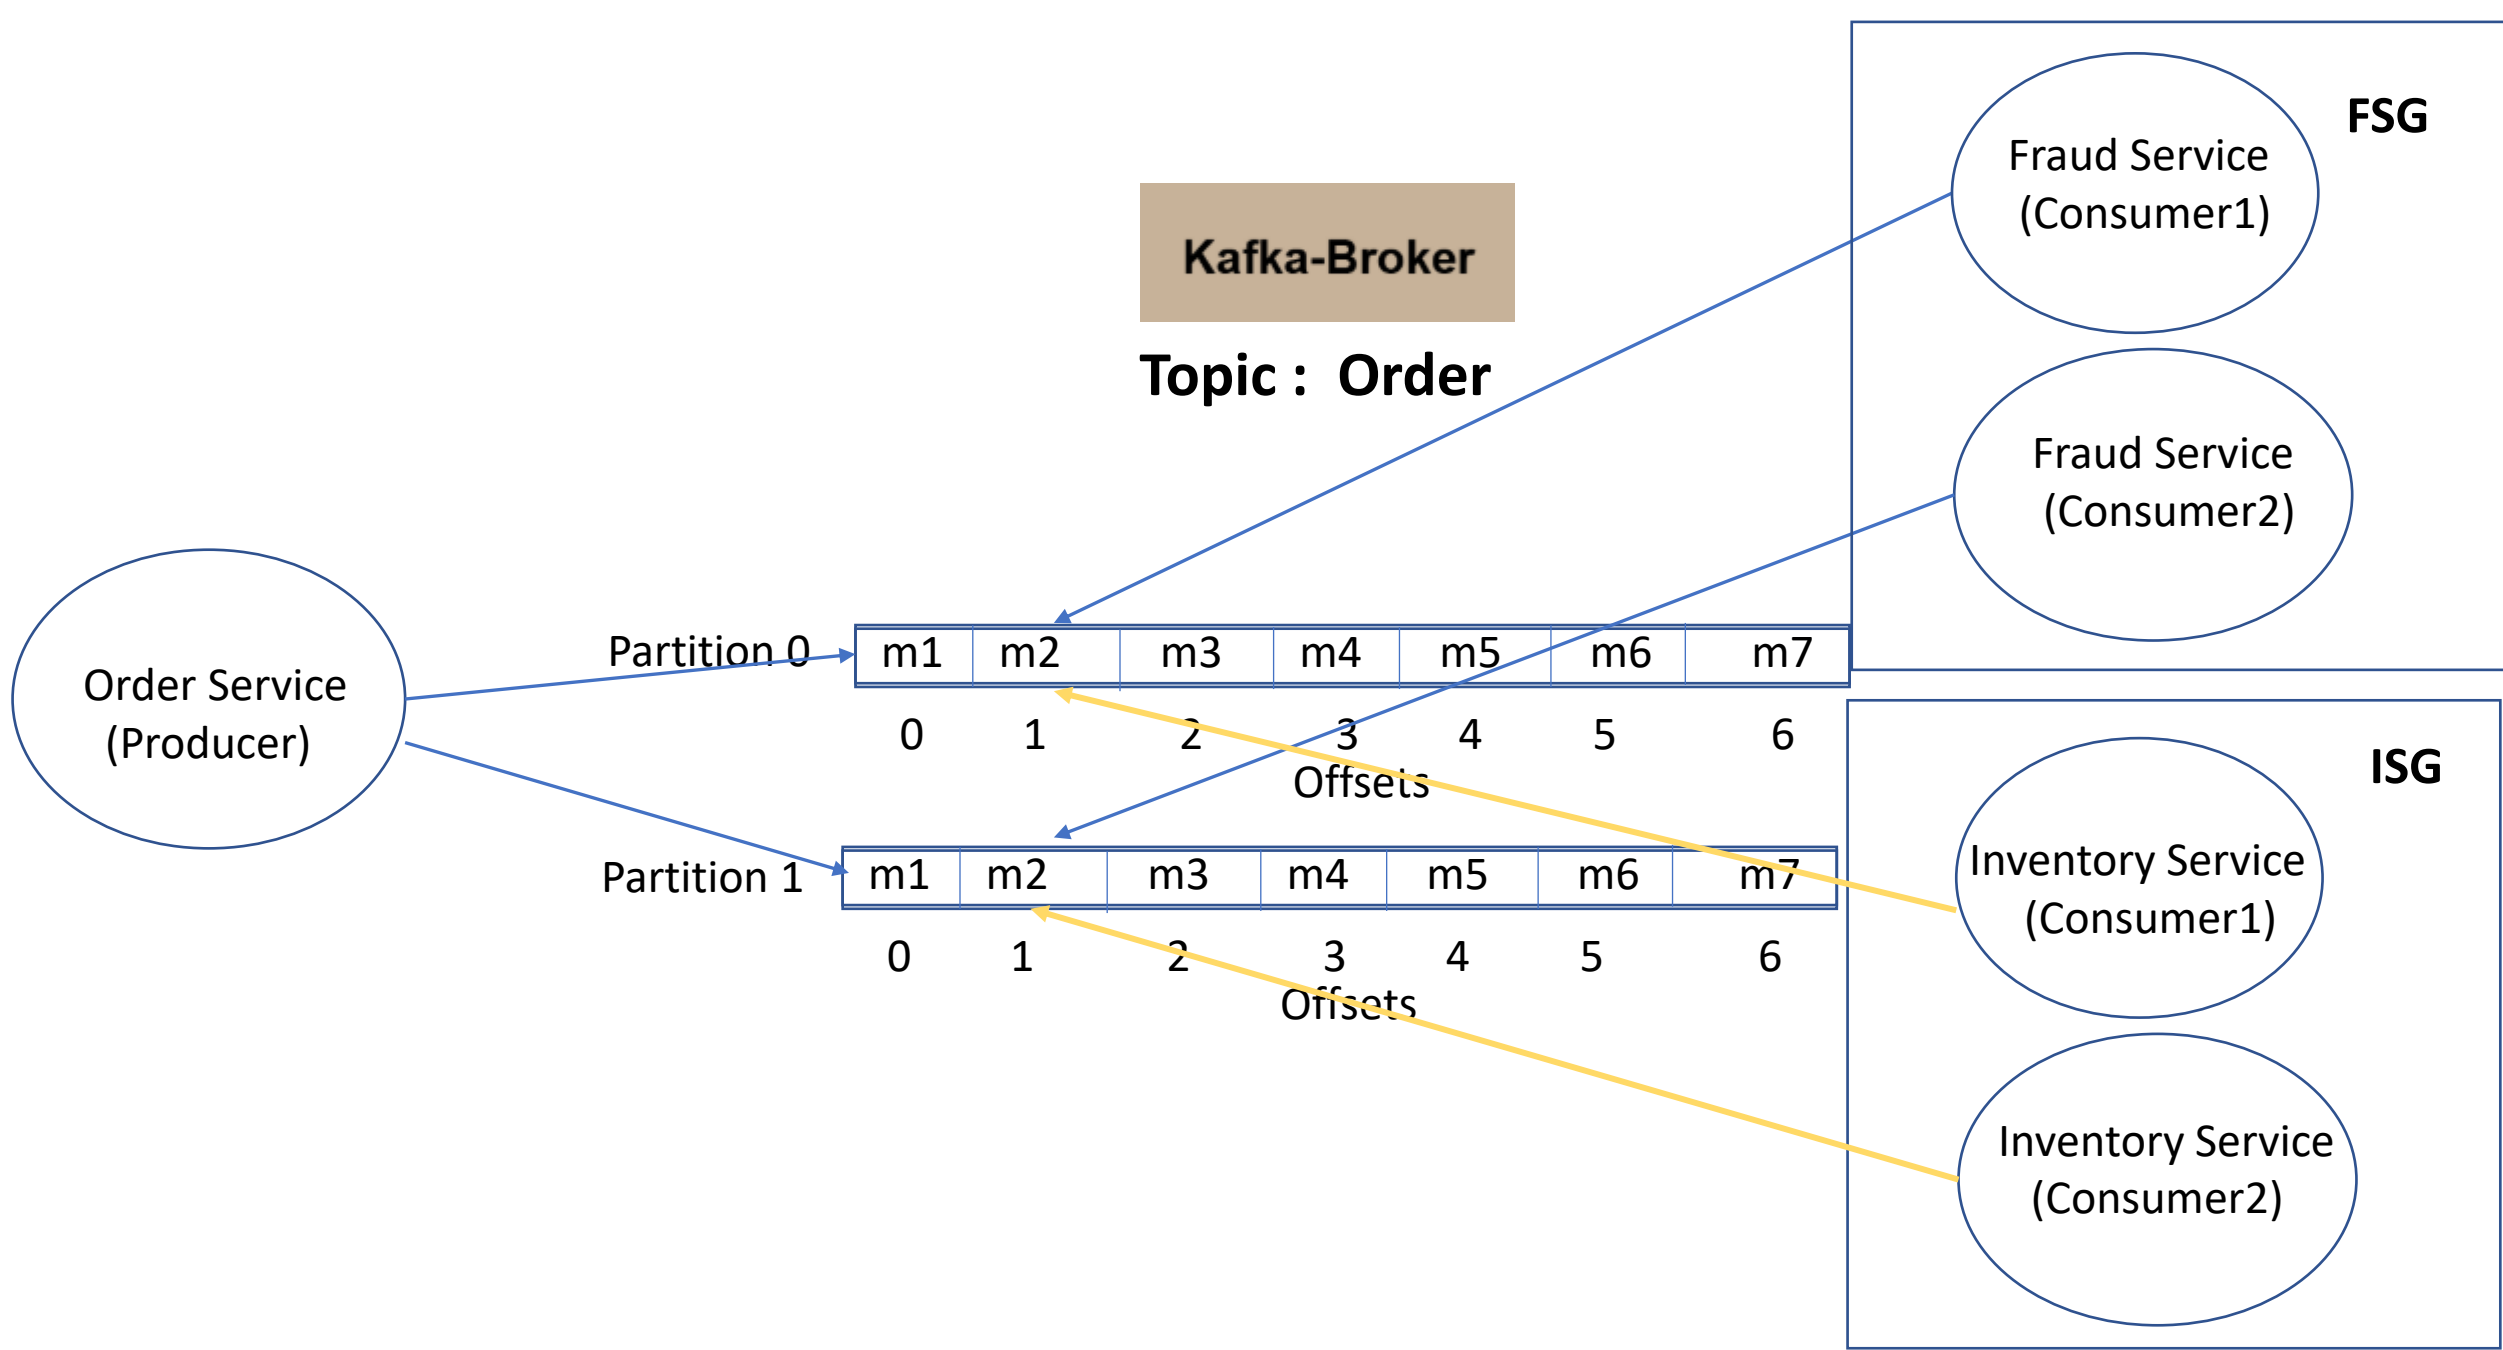 FSG
Fraud Service
(Consumer1)
Kafka-Broker
Topic :  Order
Fraud Service
(Consumer2)
Order Service
(Producer)
Partition 0
m1 m2 m3 m4 m5 m6 m7
0 1 2 3 4 5 6
Offsets
Partition 1
m1 m2 m3 m4 m5 m6 m7
0 1 2 3 4 5 6
Offsets
ISG
Inventory Service
(Consumer1)
Inventory Service
(Consumer2)